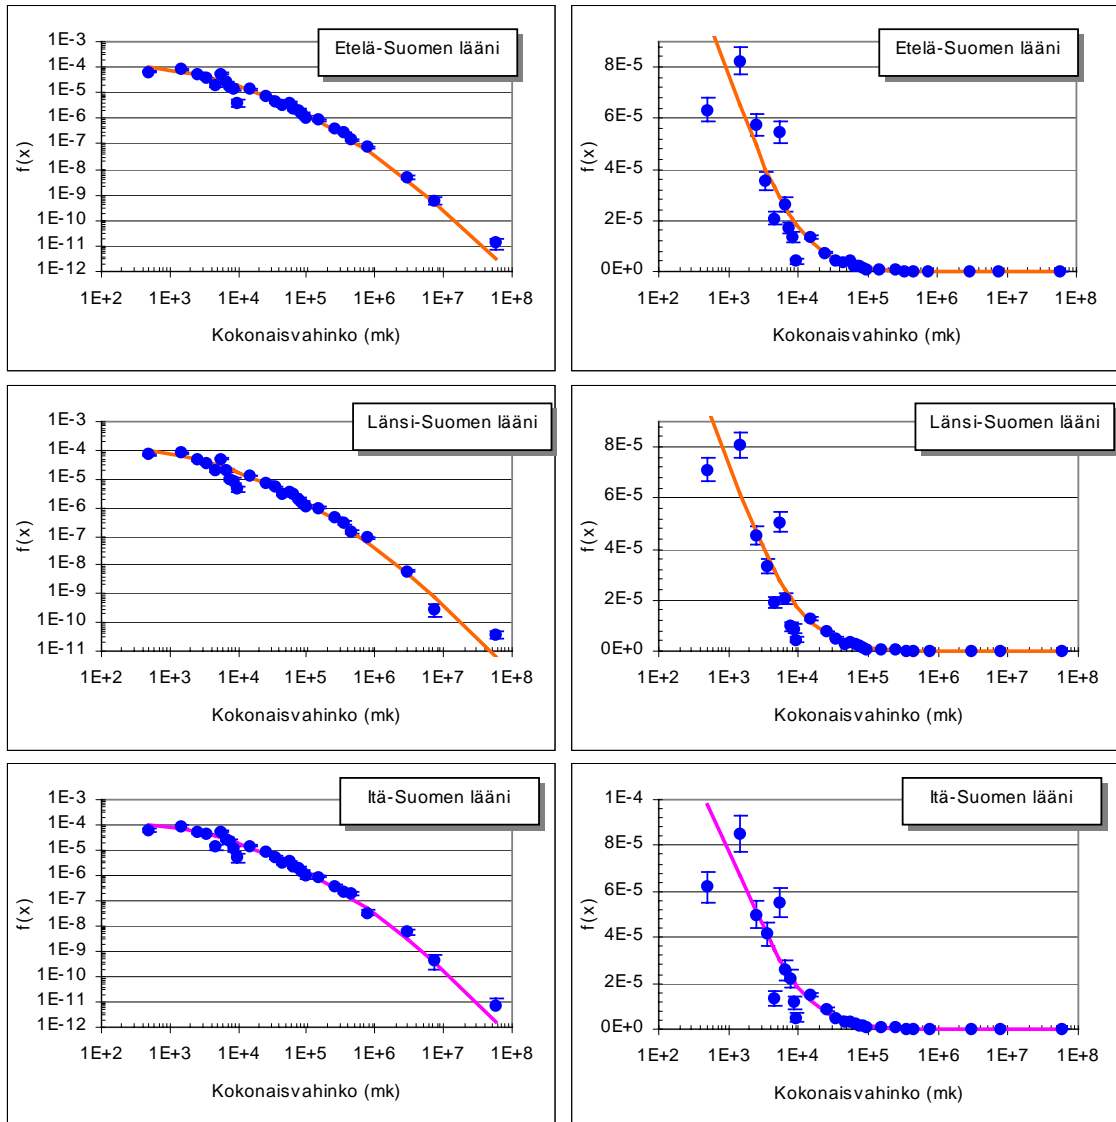 Etelä-Suomen lääni
1E-3
1E-4
1E-5
1E-6
1E-7
1E-8
1E-9
1E-10
1E-11
1E-12
f(x)
1E+2 1E+3 1E+4 1E+5 1E+6 1E+7 1E+8
Kokonaisvahinko (mk)
Etelä-Suomen lääni
8E-5
6E-5
4E-5
2E-5
0E+0
f(x)
1E+2 1E+3 1E+4 1E+5 1E+6 1E+7 1E+8
Kokonaisvahinko (mk)
Länsi-Suomen lääni
1E-3
1E-4
1E-5
1E-6
1E-7
1E-8
1E-9
1E-10
1E-11
f(x)
1E+2 1E+3 1E+4 1E+5 1E+6 1E+7 1E+8
Kokonaisvahinko (mk)
Länsi-Suomen lääni
8E-5
6E-5
4E-5
2E-5
0E+0
f(x)
1E+2 1E+3 1E+4 1E+5 1E+6 1E+7 1E+8
Kokonaisvahinko (mk)
Itä-Suomen lääni
1E-3
1E-4
1E-5
1E-6
1E-7
1E-8
1E-9
1E-10
1E-11
1E-12
f(x)
1E+2 1E+3 1E+4 1E+5 1E+6 1E+7 1E+8
Kokonaisvahinko (mk)
Itä-Suomen lääni
1E-4
8E-5
6E-5
4E-5
2E-5
0E+0
f(x)
1E+2 1E+3 1E+4 1E+5 1E+6 1E+7 1E+8
Kokonaisvahinko (mk)